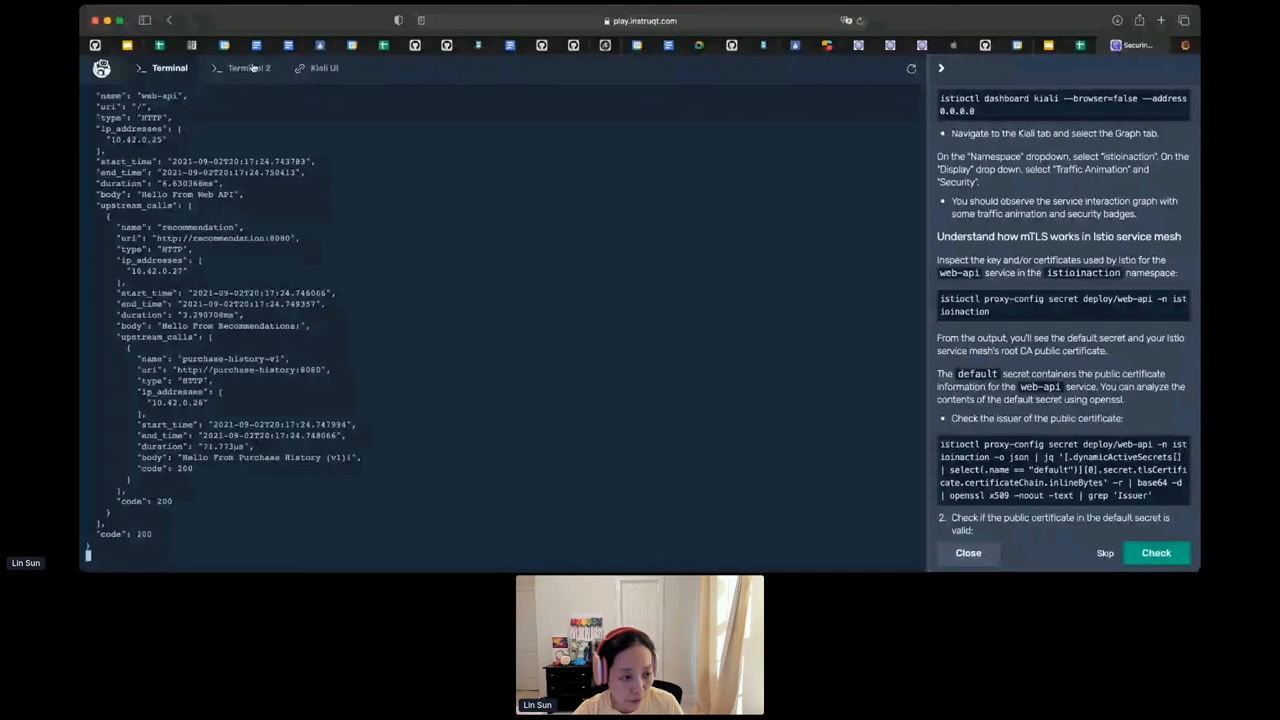 play.instruqt.com
Securin...
>_ Terminal
>_ Terminal 2
Kiali UI
"name": "web-api",
"uri": "/",
"type": "HTTP",
"ip_addresses": [
"10.42.0.25"
],
"start_time": "2021-09-02T20:17:24.743783",
"end_time": "2021-09-02T20:17:24.750413",
"duration": "6.630368ms",
"body": "Hello From Web API",
"upstream_calls": [
{
"name": "recommendation",
"uri": "http://recommendation:8080",
"type": "HTTP",
"ip_addresses": [
"10.42.0.27"
],
"start_time": "2021-09-02T20:17:24.746066",
"end_time": "2021-09-02T20:17:24.749357",
"duration": "3.290708ms",
"body": "Hello From Recommendations!",
"upstream_calls": [
{
"name": "purchase-history-v1",
"uri": "http://purchase-history:8080",
"type": "HTTP",
"ip_addresses": [
"10.42.0.26"
],
"start_time": "2021-09-02T20:17:24.747994",
"end_time": "2021-09-02T20:17:24.748066",
"duration": "71.773µs",
"body": "Hello From Purchase History (v1)!",
"code": 200
}
],
"code": 200
}
],
"code": 200
}
istioctl dashboard kiali --browser=false --address
0.0.0.0
• Navigate to the Kiali tab and select the Graph tab.
On the "Namespace" dropdown, select "istioinaction". On the
"Display" drop down, select "Traffic Animation" and
"Security".
• You should observe the service interaction graph with
some traffic animation and security badges.
Understand how mTLS works in Istio service mesh
Inspect the key and/or certificates used by Istio for the
web-api service in the istioinaction namespace:
istioctl proxy-config secret deploy/web-api -n ist
ioinaction
From the output, you'll see the default secret and your Istio
service mesh's root CA public certificate.
The default secret contains the public certificate
information for the web-api service. You can analyze the
contents of the default secret using openssl.
• Check the issuer of the public certificate:
istioctl proxy-config secret deploy/web-api -n ist
ioinaction -o json | jq '[.dynamicActiveSecrets[]
| select(.name == "default")][0].secret.tlsCertifi
cate.certificateChain.inlineBytes' -r | base64 -d
| openssl x509 -noout -text | grep 'Issuer'
2. Check if the public certificate in the default secret is
valid:
Close
Skip
Check
Lin Sun
Lin Sun